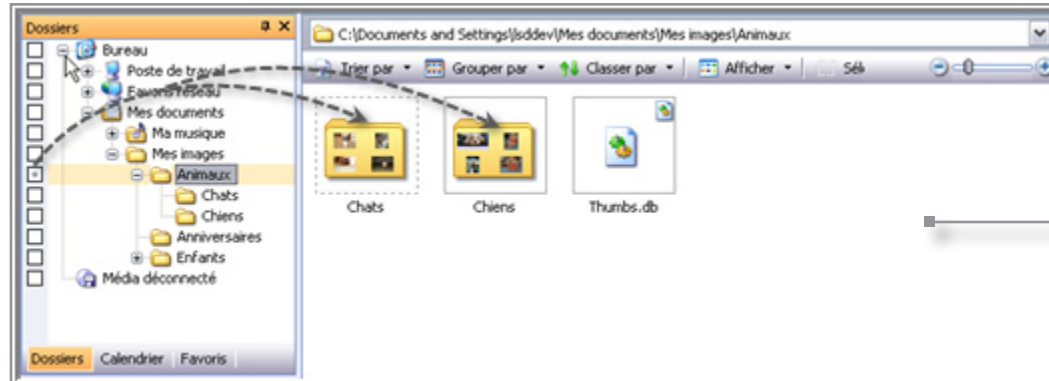 Dossiers
Bureau
Poste de travail
Favoris réseau
Mes documents
Ma musique
Mes images
Animaux
Chats
Chiens
Anniversaires
Enfants
Média déconnecté
Dossiers Calendrier Favoris
C:\Documents and Settings\lsddev\Mes documents\Mes images\Animaux
Trier par Grouper par Classer par Afficher
Chats Chiens Thumbs.db